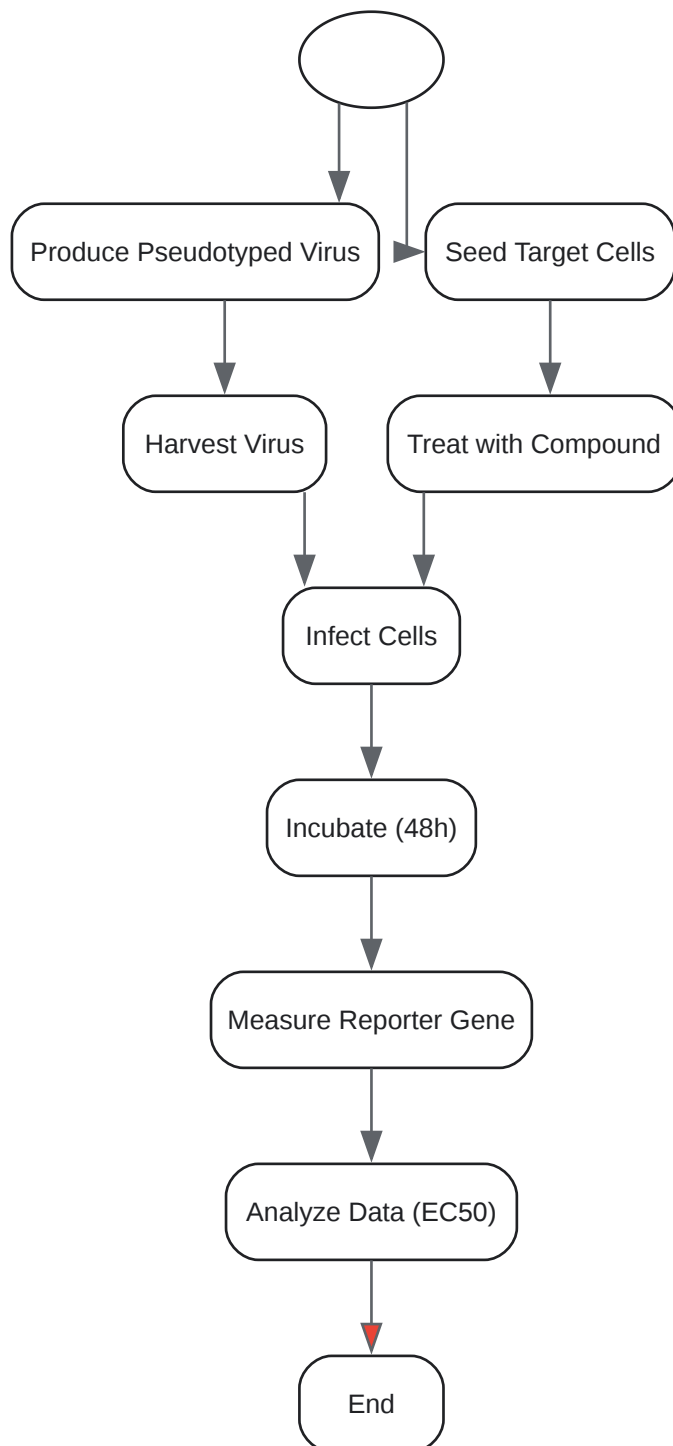 Produce Pseudotyped Virus
Seed Target Cells
Harvest Virus
Treat with Compound
Infect Cells
Incubate (48h)
Measure Reporter Gene
Analyze Data (EC50)
End